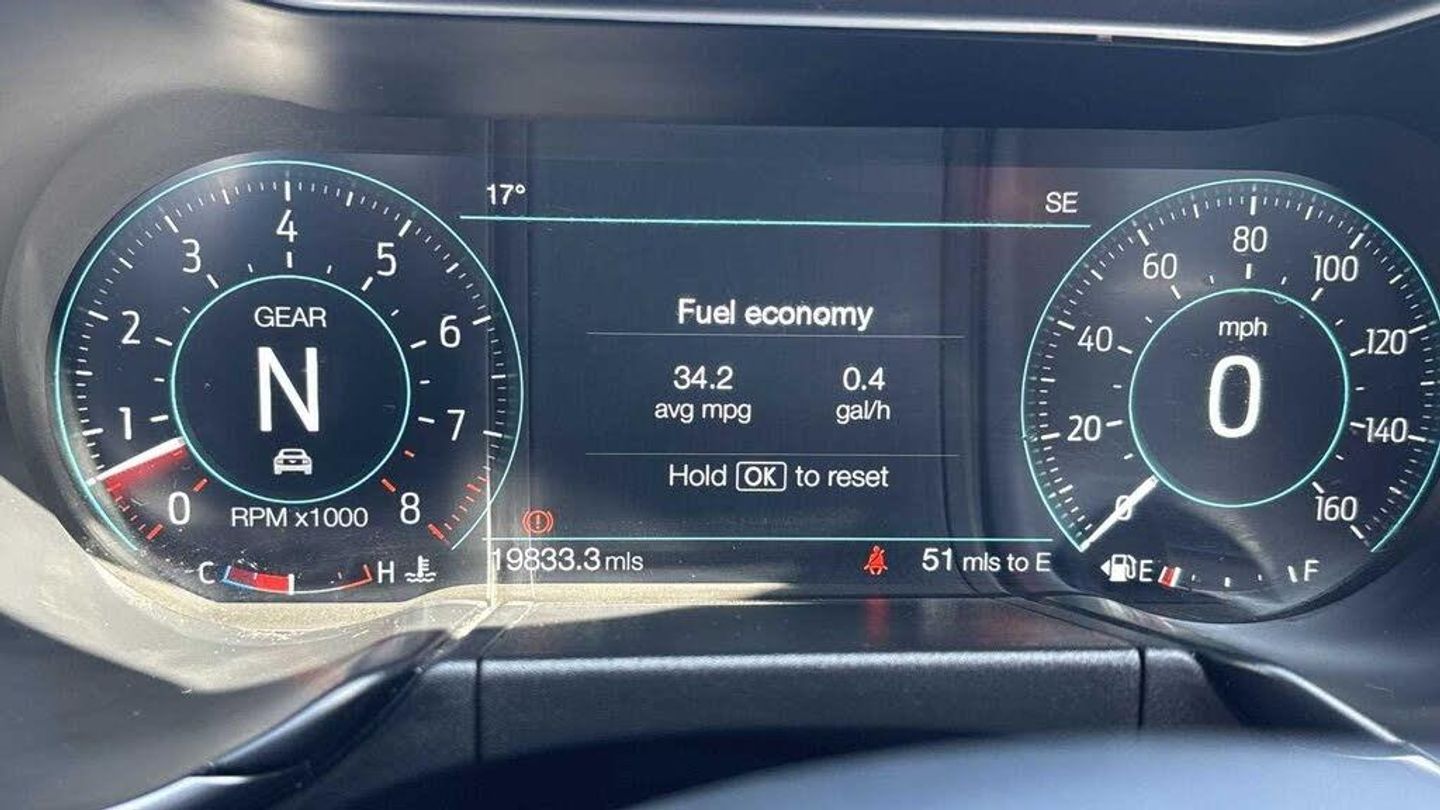 17°
SE
4
3
5
2
6
1
7
0
8
GEAR
N
RPM x1000
C
H
Fuel economy
34.2 0.4
avg mpg gal/h
Hold OK to reset
19833.3 mls
51 mls to E
80
60
100
40
120
20
140
0
160
mph
0
E
F